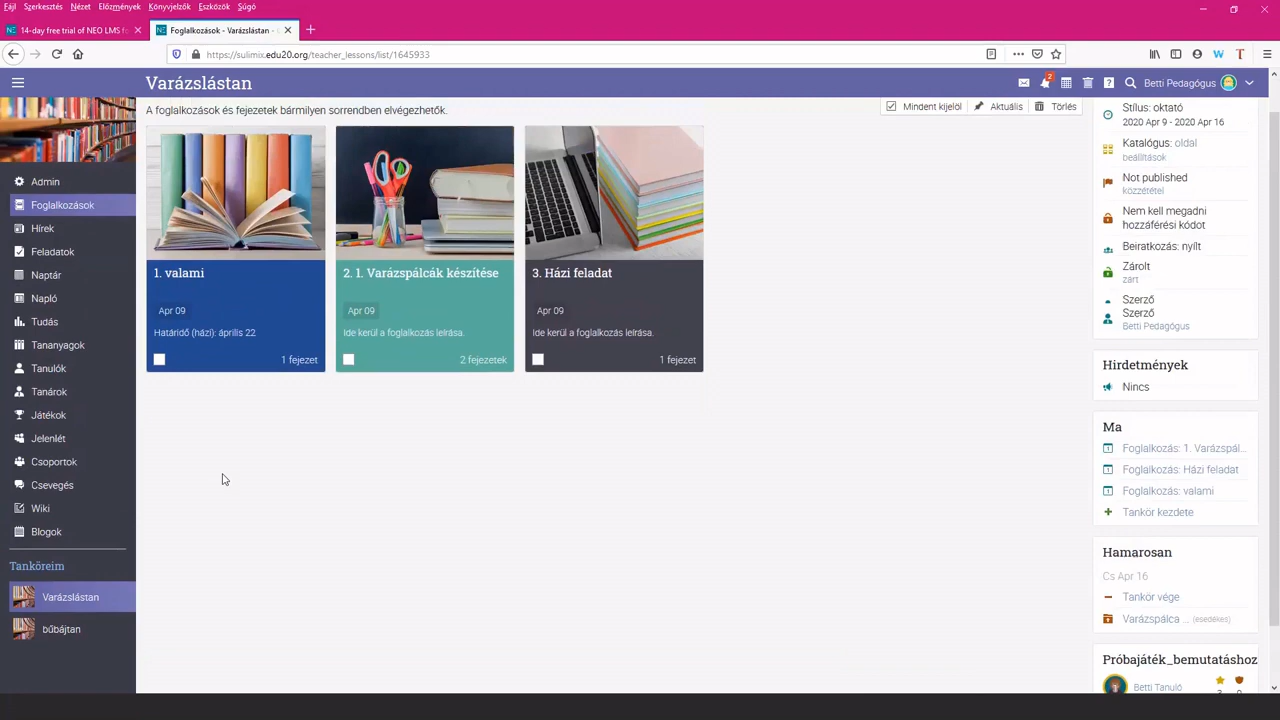 Fájl Szerkesztés Nézet Előzmények Könyvjelzők Eszközök Súgó
14-day free trial of NEO LMS f
Foglalkozások - Varázslástan -
https://sulimix.edu20.org/teacher_lessons/list/1645933
Varázslástan
2
Betti Pedagógus
A foglalkozások és fejezetek bármilyen sorrendben elvégezhetők.
Mindent kijelöl
Aktuális
Törlés
Admin
Foglalkozások
Hírek
Feladatok
Naptár
Napló
Tudás
Tananyagok
Tanulók
Tanárok
Játékok
Jelenlét
Csoportok
Csevegés
Wiki
Blogok
Tanköreim
Varázslástan
bűbájtan
1. valami
Apr 09
Határidő (házi): április 22
1 fejezet
2. 1. Varázspálcák készítése
Apr 09
Ide kerül a foglalkozás leírása.
2 fejezetek
3. Házi feladat
Apr 09
Ide kerül a foglalkozás leírása.
1 fejezet
Stílus: oktató
2020 Apr 9 - 2020 Apr 16
Katalógus: oldal
beállítások
Not published
közzététel
Nem kell megadni
hozzáférési kódot
Beiratkozás: nyílt
Zárolt
zárt
Szerző
Szerző
Betti Pedagógus
Hirdetmények
Nincs
Ma
Foglalkozás: 1. Varázspál...
Foglalkozás: Házi feladat
Foglalkozás: valami
Tankör kezdete
Hamarosan
Cs Apr 16
Tankör vége
Varázspálca ... (esedékes)
Próbajáték_bemutatáshoz
Betti Tanuló